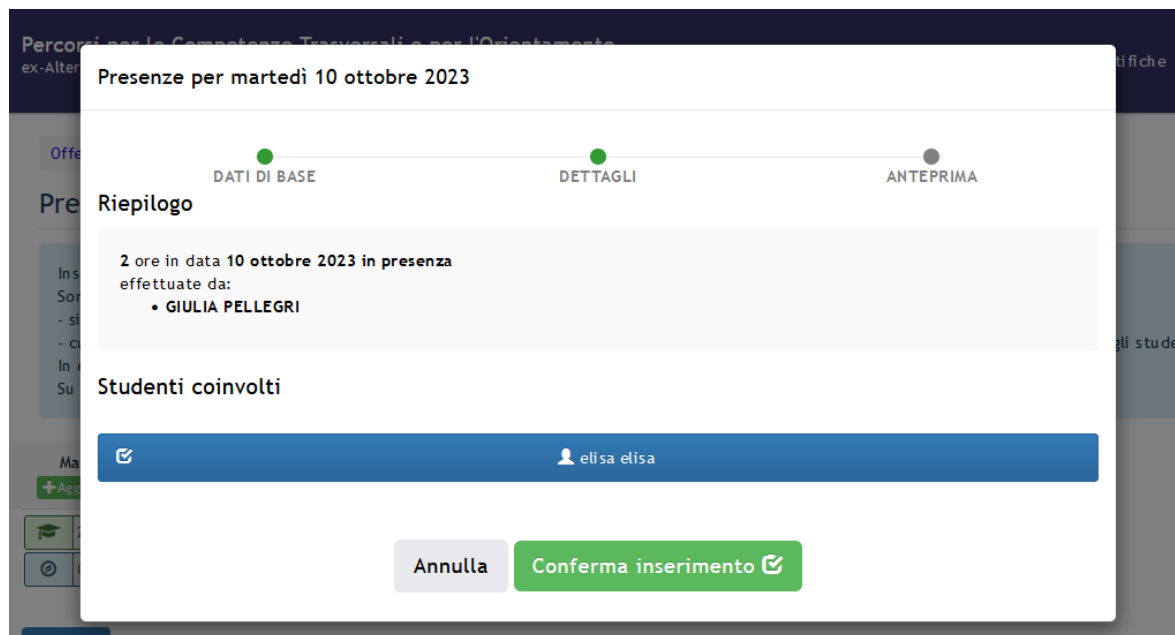 Percorsi per le Competenze Trasversali e per l'Orientamento
ex-Alter
tifiche
Presenze per martedì 10 ottobre 2023
Offe
DATI DI BASE
DETTAGLI
ANTEPRIMA
Pre
Riepilogo
2 ore in data 10 ottobre 2023 in presenza
effettuate da:
• GIULIA PELLEGRI
Ins
Sor
- si
- cu
gli stude
In
Su
Studenti coinvolti
Ma
elisa elisa
+Agg
Annulla
Conferma inserimento